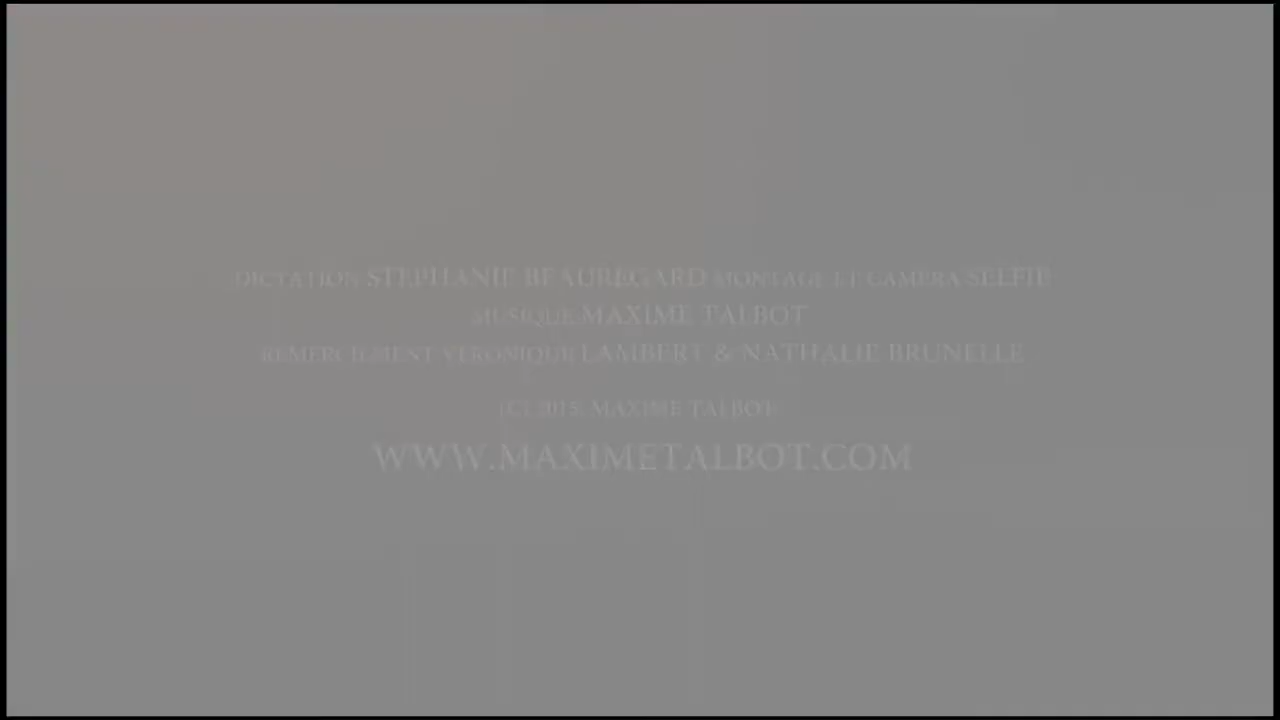 DICTATION STEPHANIE BEAUREGARD MONTAGE ET CAMERA SELFIE
MUSIQUE MAXIME TALBOT
REMERCIEMENT VERONIQUE LAMBERT & NATHALIE BRUNELLE
(C) 2015 MAXIME TALBOT
WWW.MAXIMETALBOT.COM